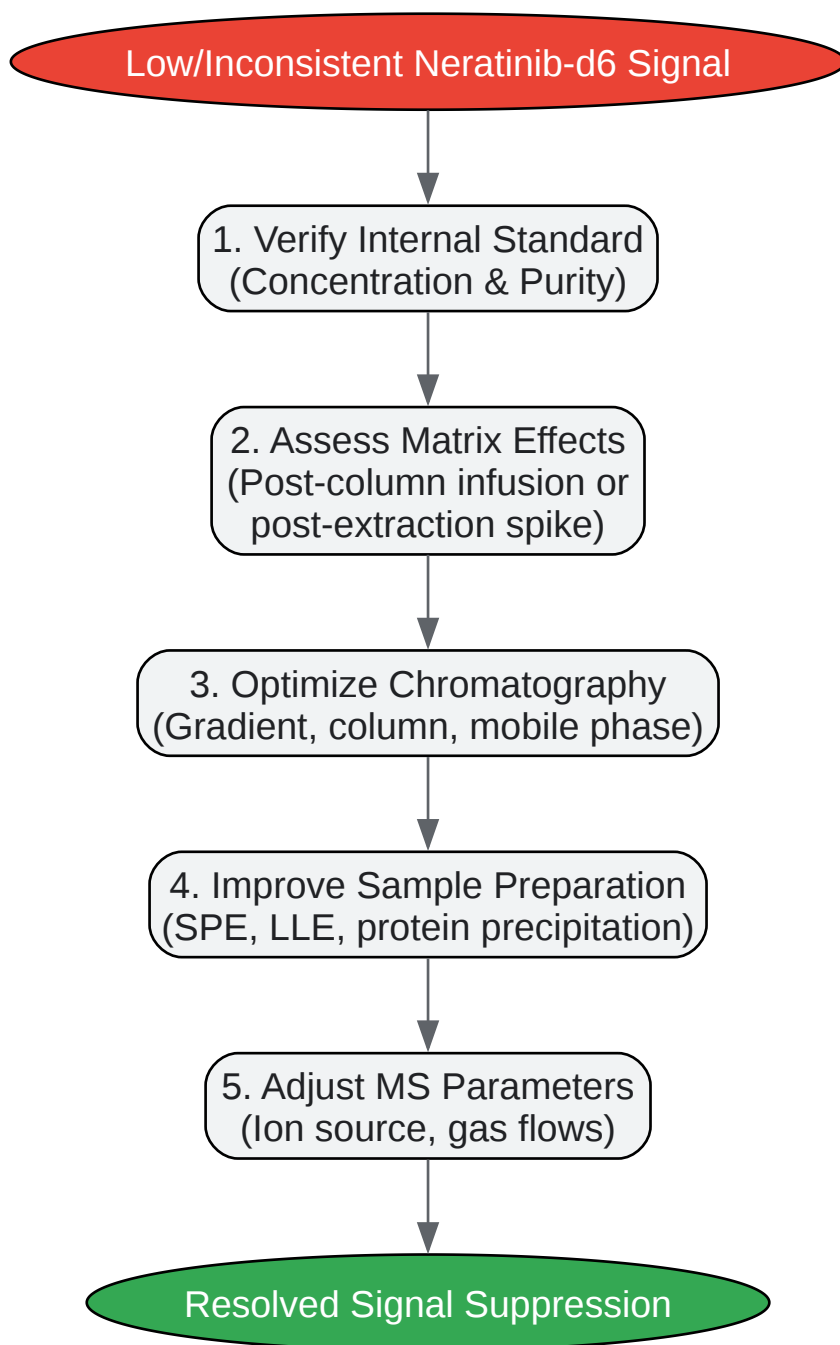 Low/Inconsistent Neratinib-d6 Signal
1. Verify Internal Standard
(Concentration & Purity)
2. Assess Matrix Effects
(Post-column infusion or
post-extraction spike)
3. Optimize Chromatography
(Gradient, column, mobile phase)
4. Improve Sample Preparation
(SPE, LLE, protein precipitation)
5. Adjust MS Parameters
(Ion source, gas flows)
Resolved Signal Suppression